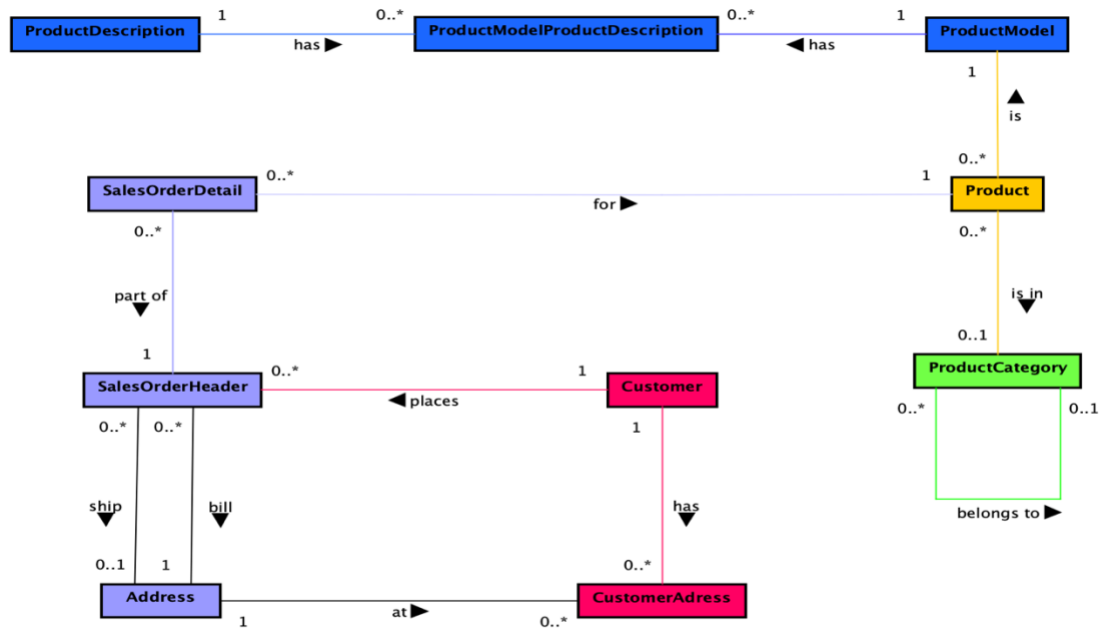 1 0..* 0..* 1
ProductDescription ProductModelProductDescription ProductModel
has ▶ ◀ has
1
▲
is
0..*
0..* 1
SalesOrderDetail Product
for ▶
0..* 0..*
part of is in
▼ ▼
1 0..1
ProductCategory
0..* 1
SalesOrderHeader Customer
◀ places
0..* 0..* 1 0..* 0..1
ship bill has
▼ ▼ ▼
belongs to ▶
0..1 1 0..*
Address CustomerAdress
at ▶
1 0..*